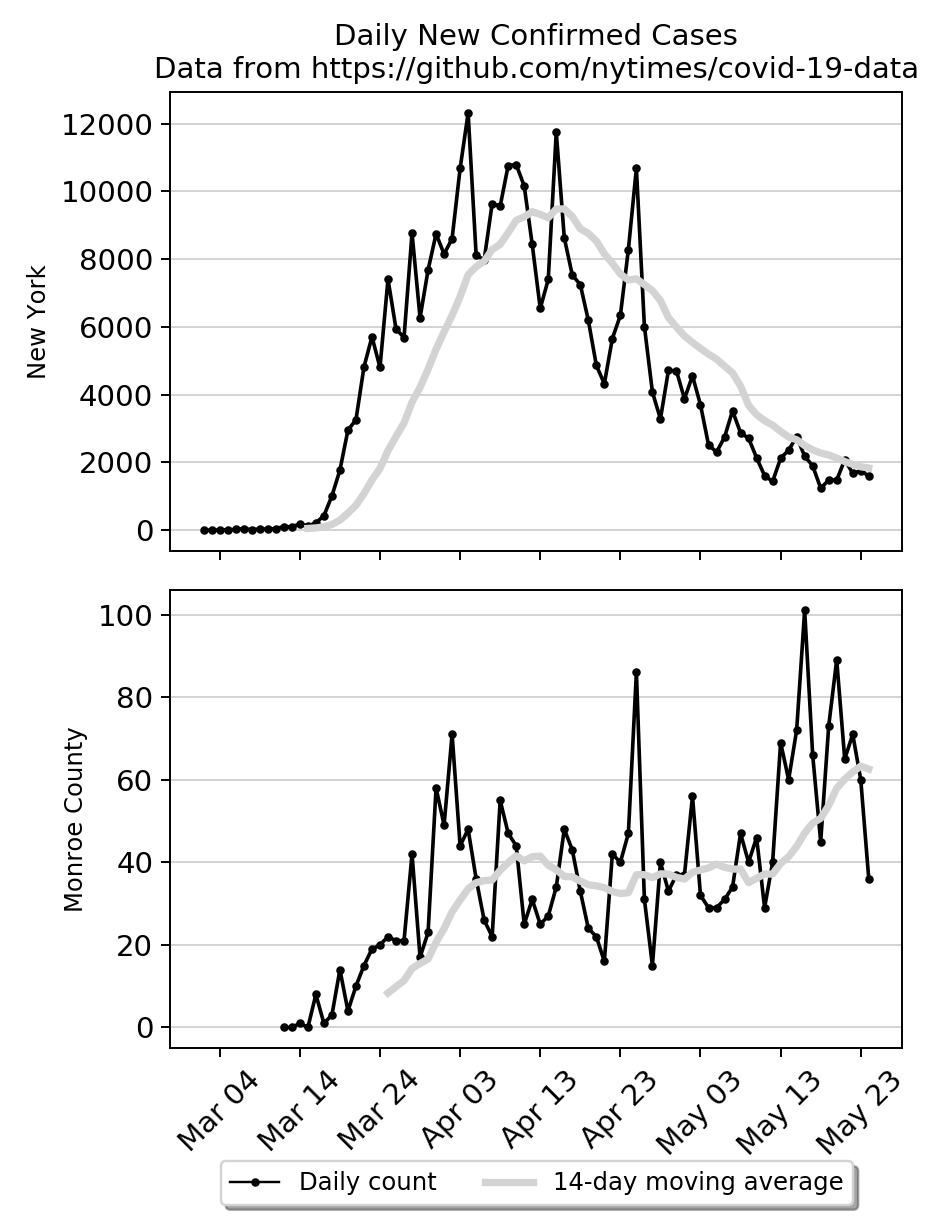 Daily New Confirmed Cases
Data from https://github.com/nytimes/covid-19-data
12000
10000
8000
6000
4000
2000
0
New York
100
80
60
40
20
0
Monroe County
Mar 04
Mar 14
Mar 24
Apr 03
Apr 13
Apr 23
May 03
May 13
May 23
Daily count
14-day moving average